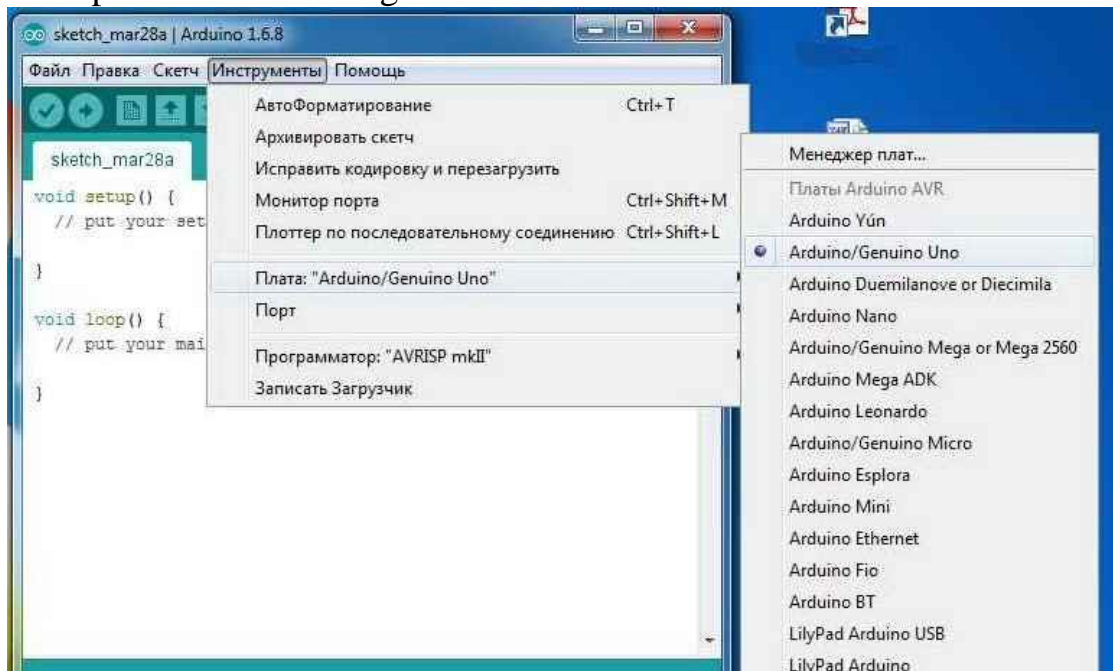 sketch_mar28a | Arduino 1.6.8
Файл Правка Скетч Инструменты Помощь
АвтоФорматирование Ctrl+T
Архивировать скетч
Исправить кодировку и перезагрузить
Монитор порта Ctrl+Shift+M
Плоттер по последовательному соединению Ctrl+Shift+L
Плата: "Arduino/Genuino Uno"
Порт
Программатор: "AVRISP mkII"
Записать Загрузчик
sketch_mar28a
void setup() {
// put your set
}
void loop() {
// put your mai
}
Менеджер плат...
Платы Arduino AVR
Arduino Yún
Arduino/Genuino Uno
Arduino Duemilanove or Diecimila
Arduino Nano
Arduino/Genuino Mega or Mega 2560
Arduino Mega ADK
Arduino Leonardo
Arduino/Genuino Micro
Arduino Esplora
Arduino Mini
Arduino Ethernet
Arduino Fio
Arduino BT
LilyPad Arduino USB
LilyPad Arduino